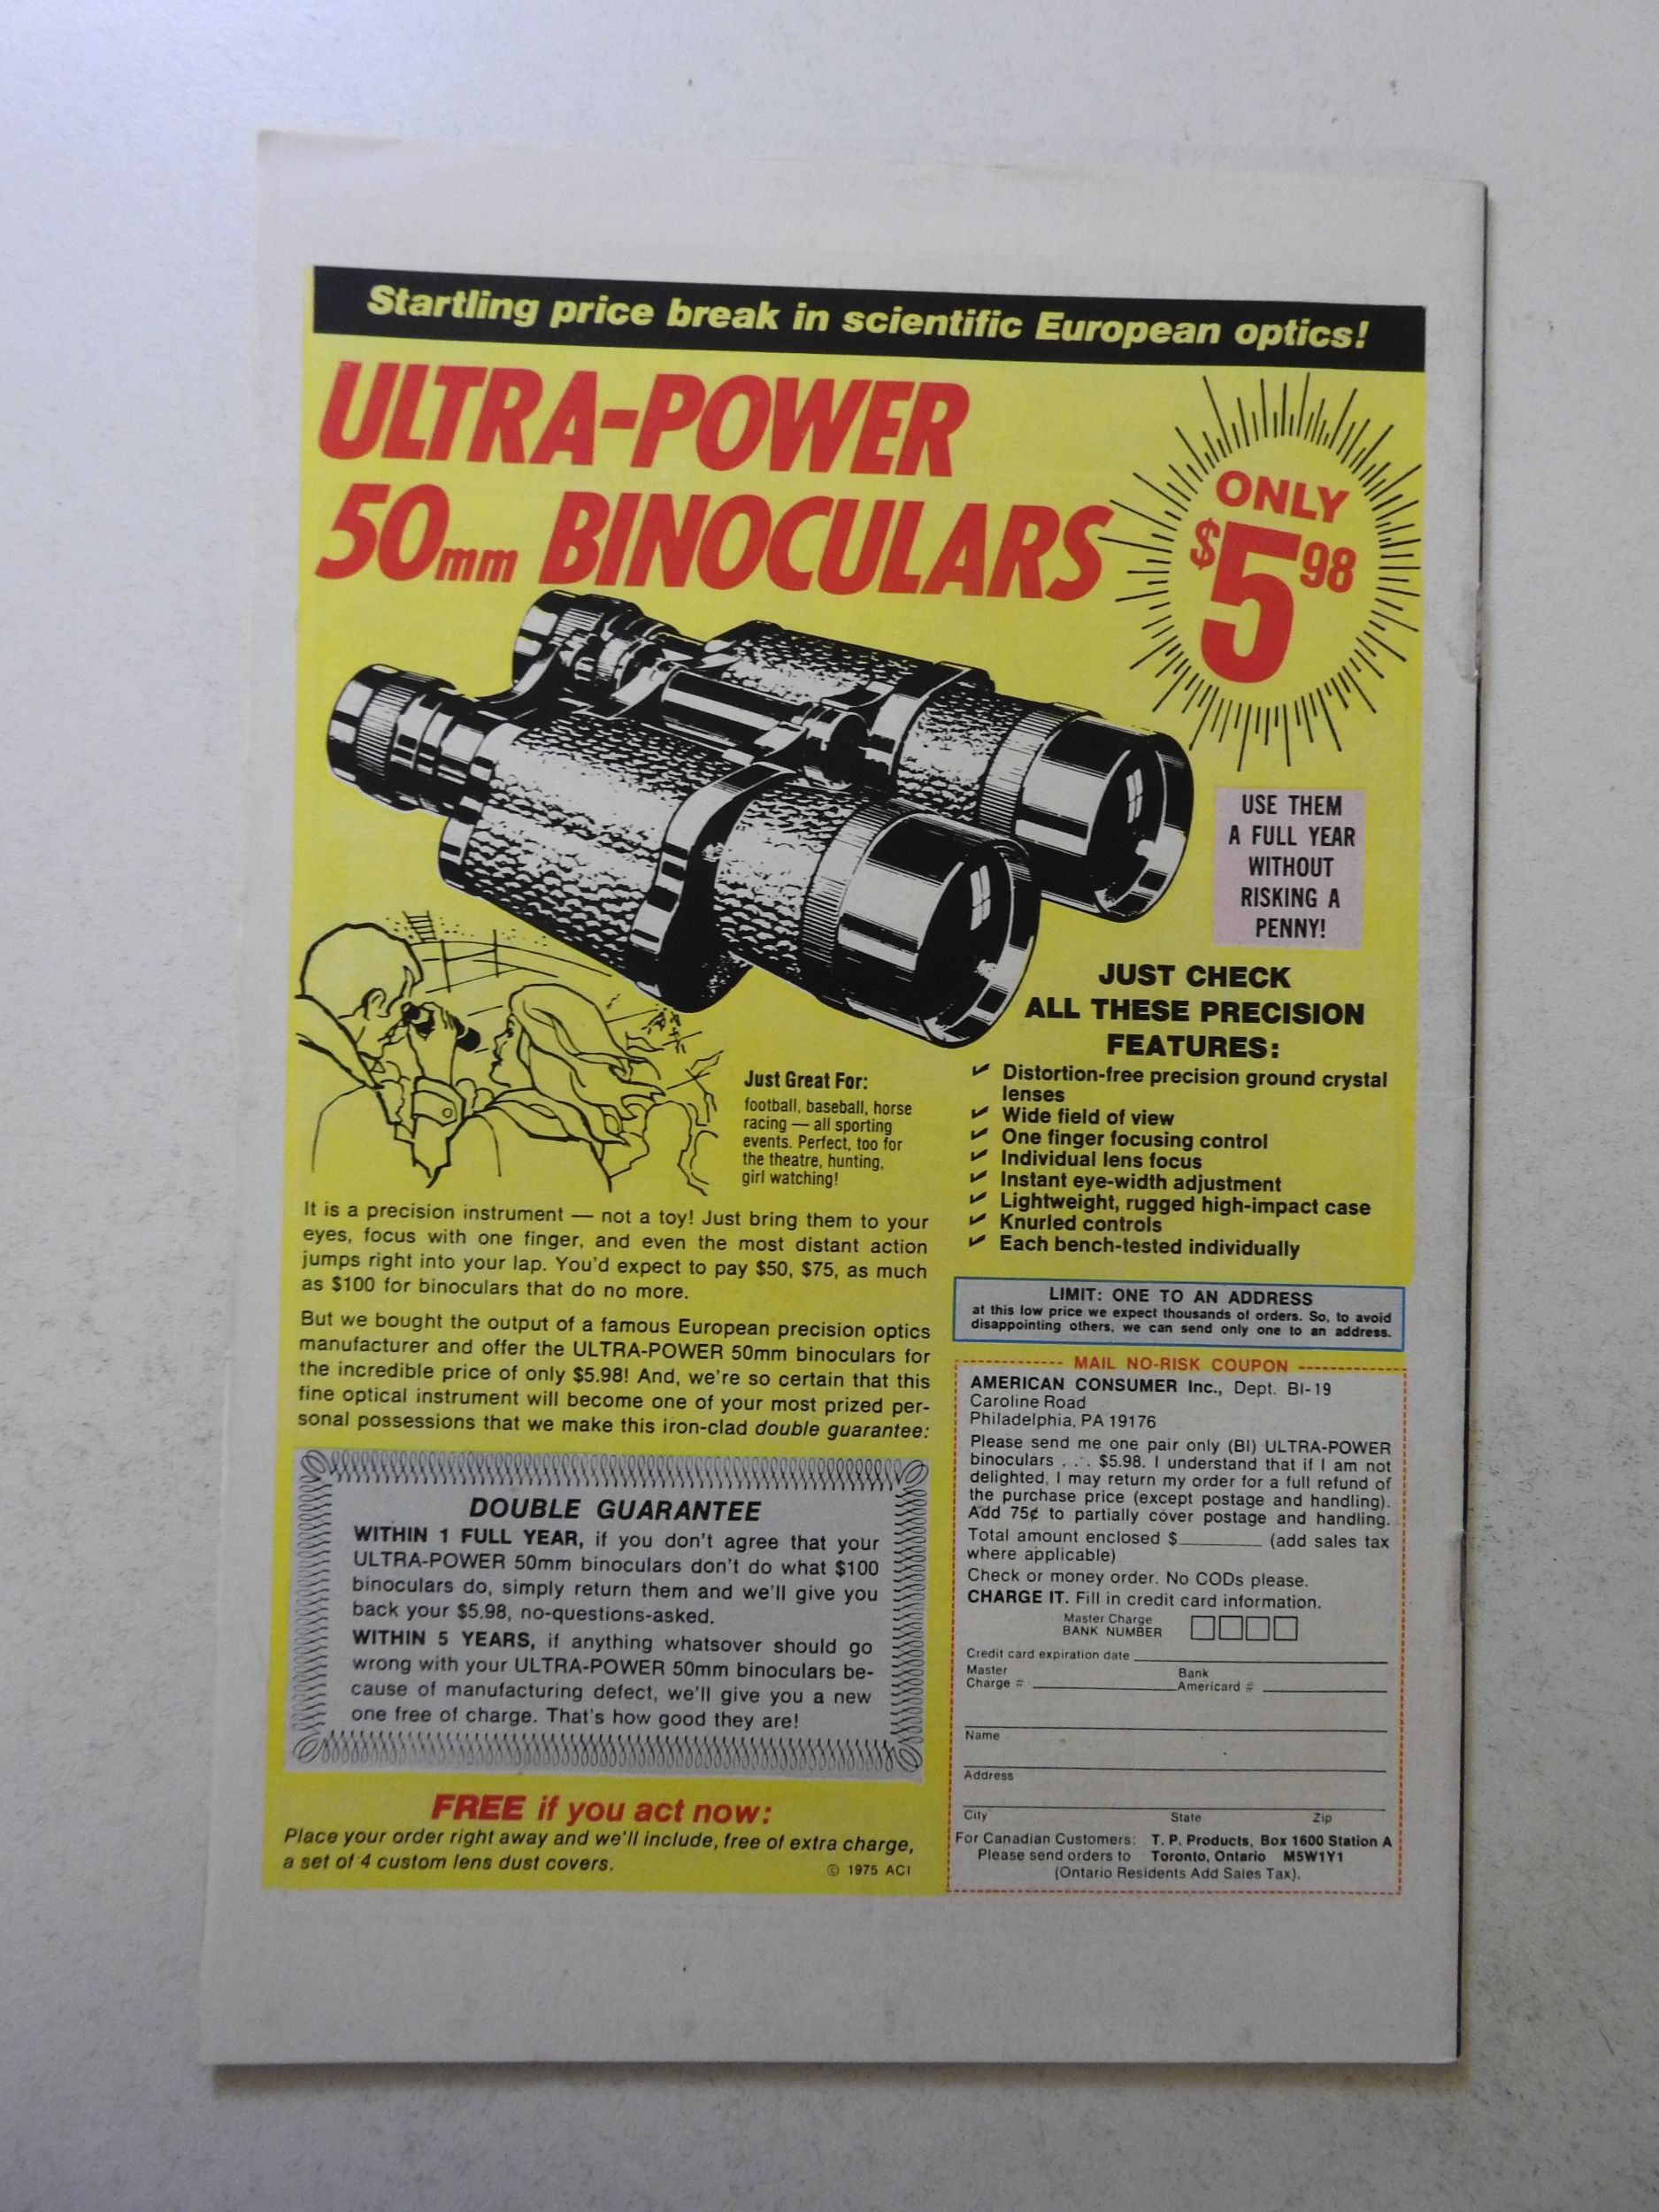 Startling price break in scientific European optics!
ULTRA-POWER
50mm BINOCULARS
ONLY
$5 98
USE THEM
A FULL YEAR
WITHOUT
RISKING A
PENNY!
JUST CHECK
ALL THESE PRECISION
FEATURES:
✓ Distortion-free precision ground crystal
lenses
✓ Wide field of view
✓ One finger focusing control
✓ Individual lens focus
✓ Instant eye-width adjustment
✓ Lightweight, rugged high-impact case
✓ Knurled controls
✓ Each bench-tested individually
Just Great For:
football, baseball, horse
racing — all sporting
events. Perfect, too for
the theatre, hunting,
girl watching!
It is a precision instrument — not a toy! Just bring them to your
eyes, focus with one finger, and even the most distant action
jumps right into your lap. You'd expect to pay $50, $75, as much
as $100 for binoculars that do no more.
But we bought the output of a famous European precision optics
manufacturer and offer the ULTRA-POWER 50mm binoculars for
the incredible price of only $5.98! And, we're so certain that this
fine optical instrument will become one of your most prized per-
sonal possessions that we make this iron-clad double guarantee:
DOUBLE GUARANTEE
WITHIN 1 FULL YEAR, if you don't agree that your
ULTRA-POWER 50mm binoculars don't do what $100
binoculars do, simply return them and we'll give you
back your $5.98, no-questions-asked.
WITHIN 5 YEARS, if anything whatsover should go
wrong with your ULTRA-POWER 50mm binoculars be-
cause of manufacturing defect, we'll give you a new
one free of charge. That's how good they are!
FREE if you act now:
Place your order right away and we'll include, free of extra charge,
a set of 4 custom lens dust covers.
© 1975 ACI
LIMIT: ONE TO AN ADDRESS
at this low price we expect thousands of orders. So, to avoid
disappointing others, we can send only one to an address.
MAIL NO-RISK COUPON
AMERICAN CONSUMER Inc., Dept. BI-19
Caroline Road
Philadelphia, PA 19176
Please send me one pair only (BI) ULTRA-POWER
binoculars . . . $5.98. I understand that if I am not
delighted, I may return my order for a full refund of
the purchase price (except postage and handling).
Add 75¢ to partially cover postage and handling.
Total amount enclosed $________ (add sales tax
where applicable)
Check or money order. No CODs please.
CHARGE IT. Fill in credit card information.
Master Charge
BANK NUMBER
Credit card expiration date
Master Charge #
Bank Americard #
Name
Address
City State Zip
For Canadian Customers: T. P. Products, Box 1600 Station A
Please send orders to Toronto, Ontario M5W1Y1
(Ontario Residents Add Sales Tax).